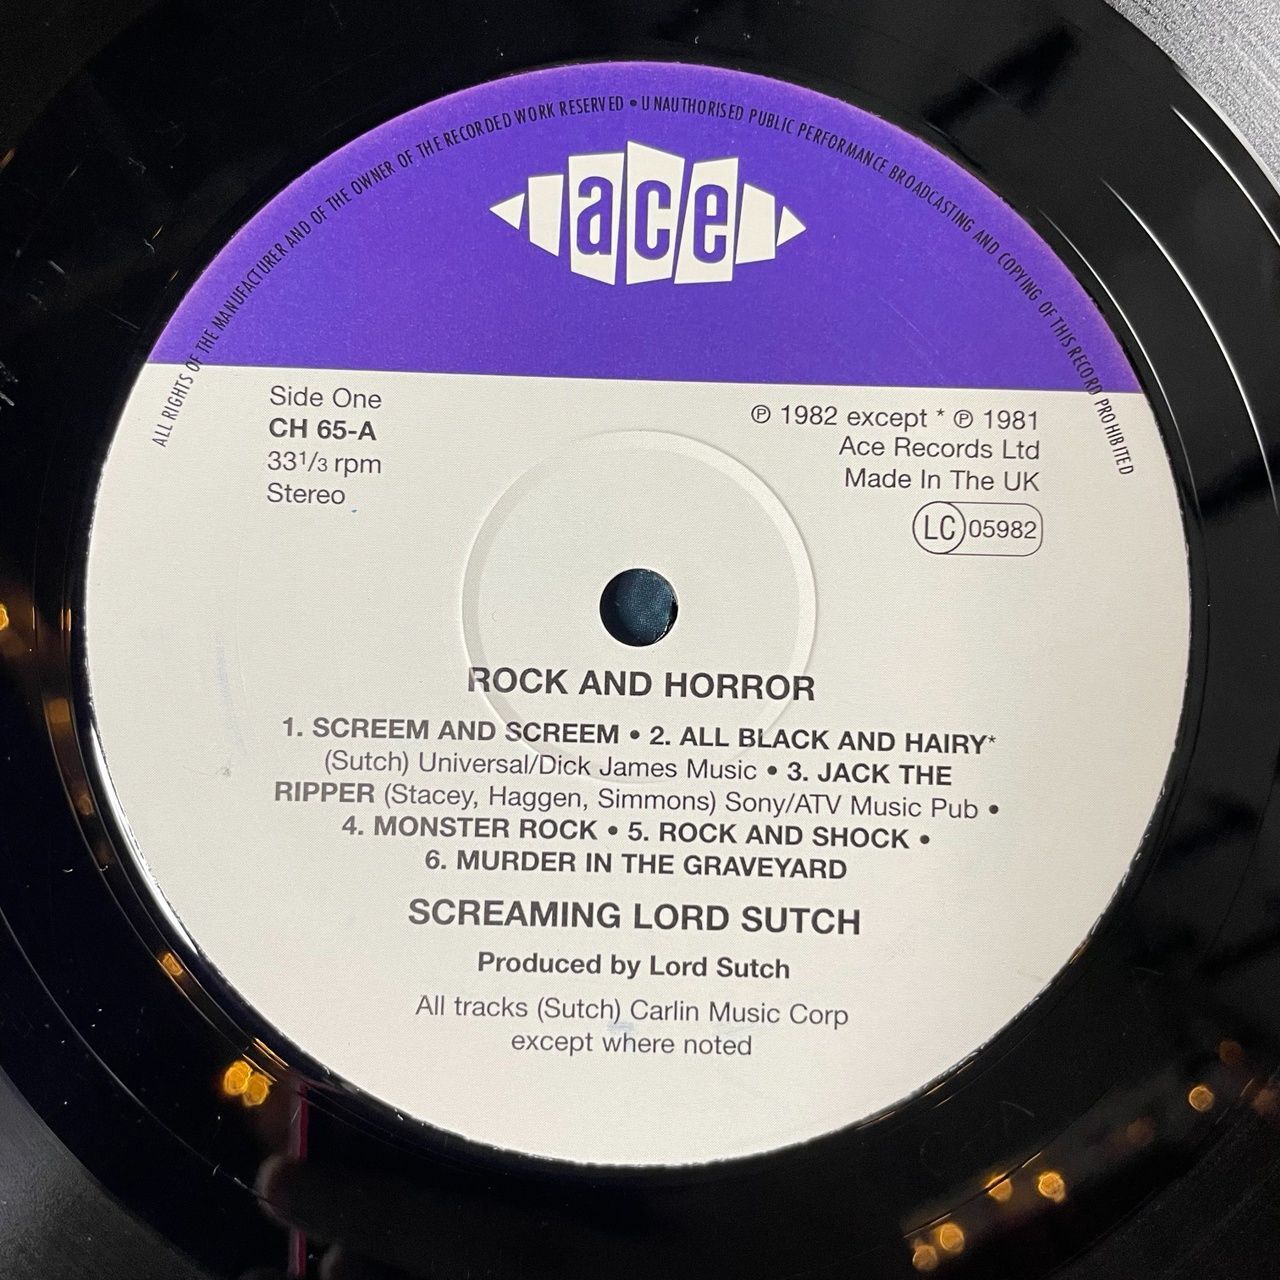 ALL RIGHTS OF THE MANUFACTURER AND OF THE OWNER OF THE RECORDED WORK RESERVED • UNAUTHORISED PUBLIC PERFORMANCE BROADCASTING AND COPYING OF THIS RECORD PROHIBITED
ace
Side One
CH 65-A
33 1/3 rpm
Stereo
℗ 1982 except * ℗ 1981
Ace Records Ltd
Made In The UK
LC 05982
ROCK AND HORROR
1. SCREEM AND SCREEM • 2. ALL BLACK AND HAIRY*
(Sutch) Universal/Dick James Music • 3. JACK THE
RIPPER (Stacey, Haggen, Simmons) Sony/ATV Music Pub •
4. MONSTER ROCK • 5. ROCK AND SHOCK •
6. MURDER IN THE GRAVEYARD
SCREAMING LORD SUTCH
Produced by Lord Sutch
All tracks (Sutch) Carlin Music Corp
except where noted